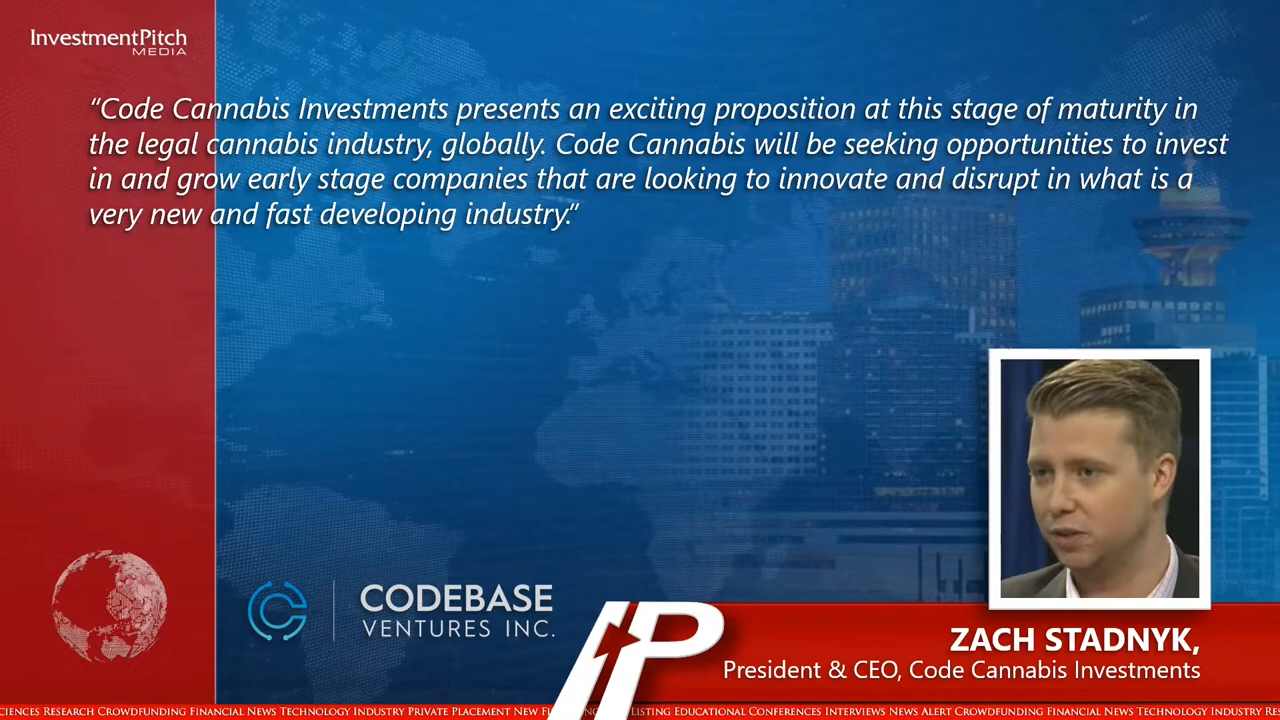 InvestmentPitch
MEDIA
“Code Cannabis Investments presents an exciting proposition at this stage of maturity in
the legal cannabis industry, globally. Code Cannabis will be seeking opportunities to invest
in and grow early stage companies that are looking to innovate and disrupt in what is a
very new and fast developing industry.”
CODEBASE
VENTURES INC.
IP
ZACH STADNYK,
President & CEO, Code Cannabis Investments
CIENCES RESEARCH CROWDFUNDING FINANCIAL NEWS TECHNOLOGY INDUSTRY PRIVATE PLACEMENT NEW LISTING EDUCATIONAL CONFERENCES INTERVIEWS NEWS ALERT CROWDFUNDING FINANCIAL NEWS TECHNOLOGY INDUSTRY RES